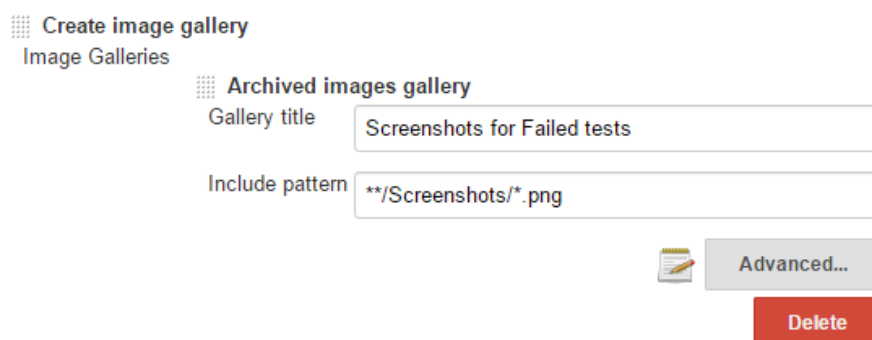 Create image gallery
Image Galleries
Archived images gallery
Gallery title
Screenshots for Failed tests
Include pattern
**/Screenshots/*.png
Advanced...
Delete